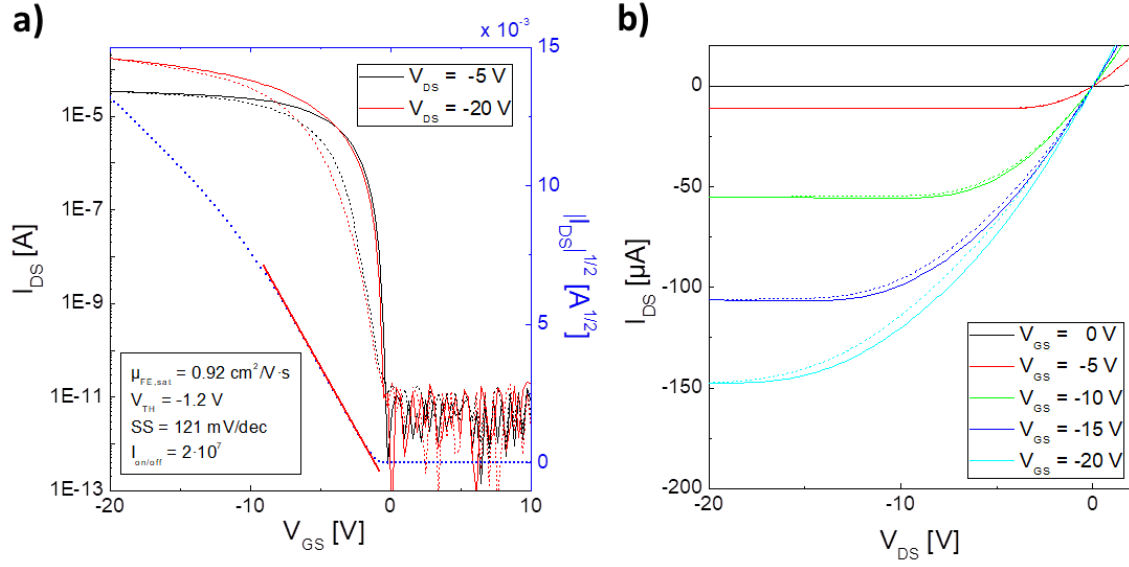 a)
x 10⁻³
15
10
5
0
V_DS = -5 V
V_DS = -20 V
1E-5
1E-7
1E-9
1E-11
1E-13
I_DS [A]
|I_DS|^1/2 [A^1/2]
μ_FE,sat = 0.92 cm²/V·s
V_TH = -1.2 V
SS = 121 mV/dec
I_on/off = 2·10⁷
-20 -10 0 10
V_GS [V]
b)
0
-50
-100
-150
-200
I_DS [µA]
V_GS = 0 V
V_GS = -5 V
V_GS = -10 V
V_GS = -15 V
V_GS = -20 V
-20 -10 0
V_DS [V]